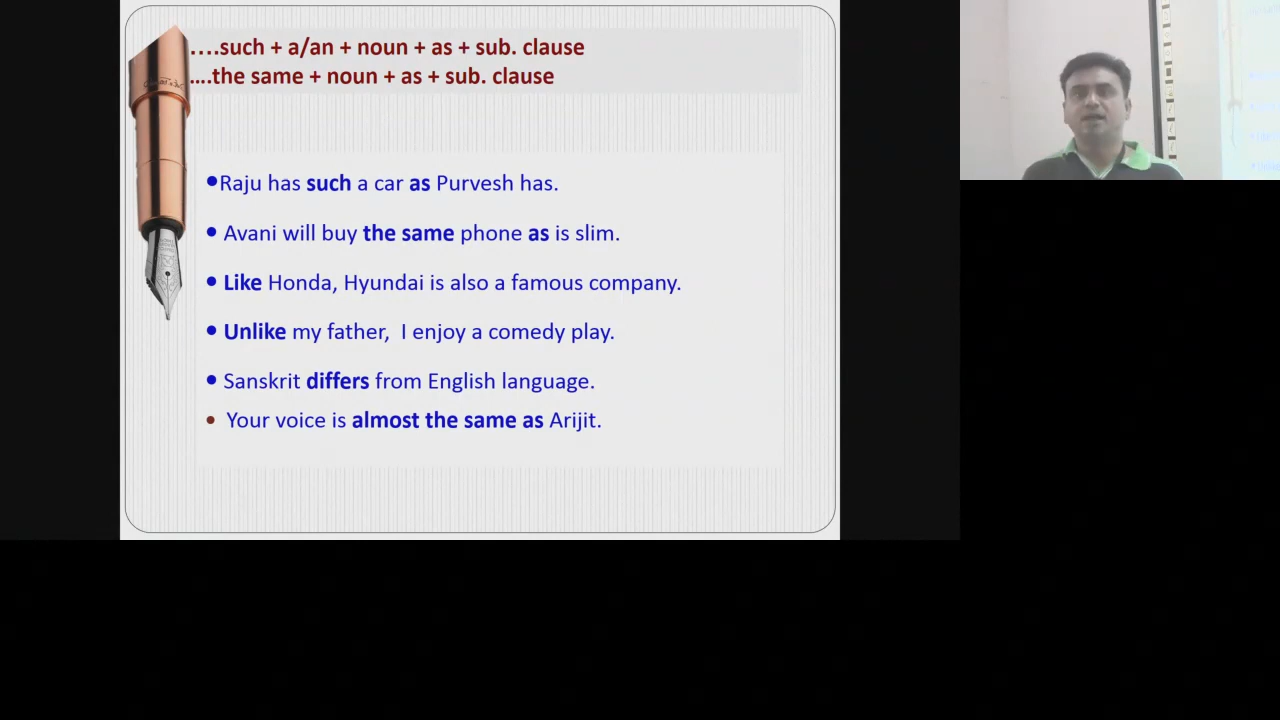 ....such + a/an + noun + as + sub. clause
....the same + noun + as + sub. clause
•Raju has such a car as Purvesh has.
• Avani will buy the same phone as is slim.
• Like Honda, Hyundai is also a famous company.
• Unlike my father, I enjoy a comedy play.
• Sanskrit differs from English language.
• Your voice is almost the same as Arijit.